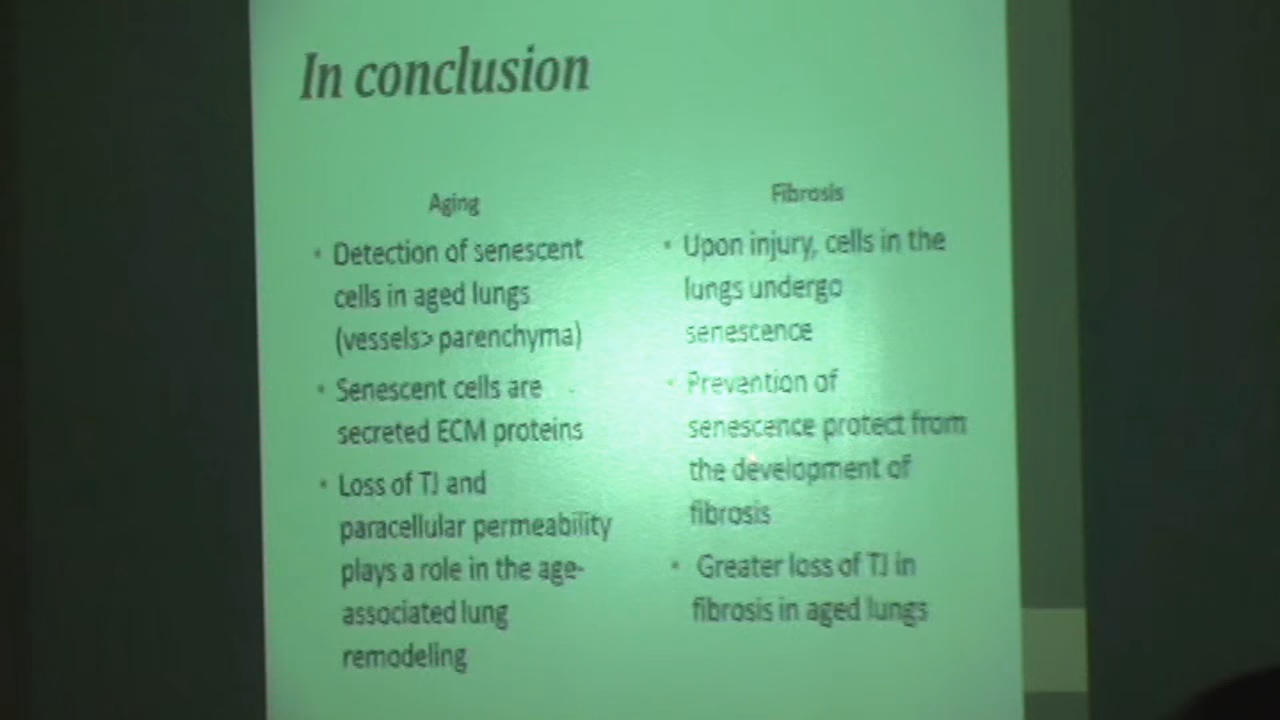 In conclusion
Aging
• Detection of senescent
cells in aged lungs
(vessels> parenchyma)
• Senescent cells are
secreted ECM proteins
• Loss of TJ and
paracellular permeability
plays a role in the age-
associated lung
remodeling
Fibrosis
• Upon injury, cells in the
lungs undergo
senescence
• Prevention of
senescence protect from
the development of
fibrosis
• Greater loss of TJ in
fibrosis in aged lungs